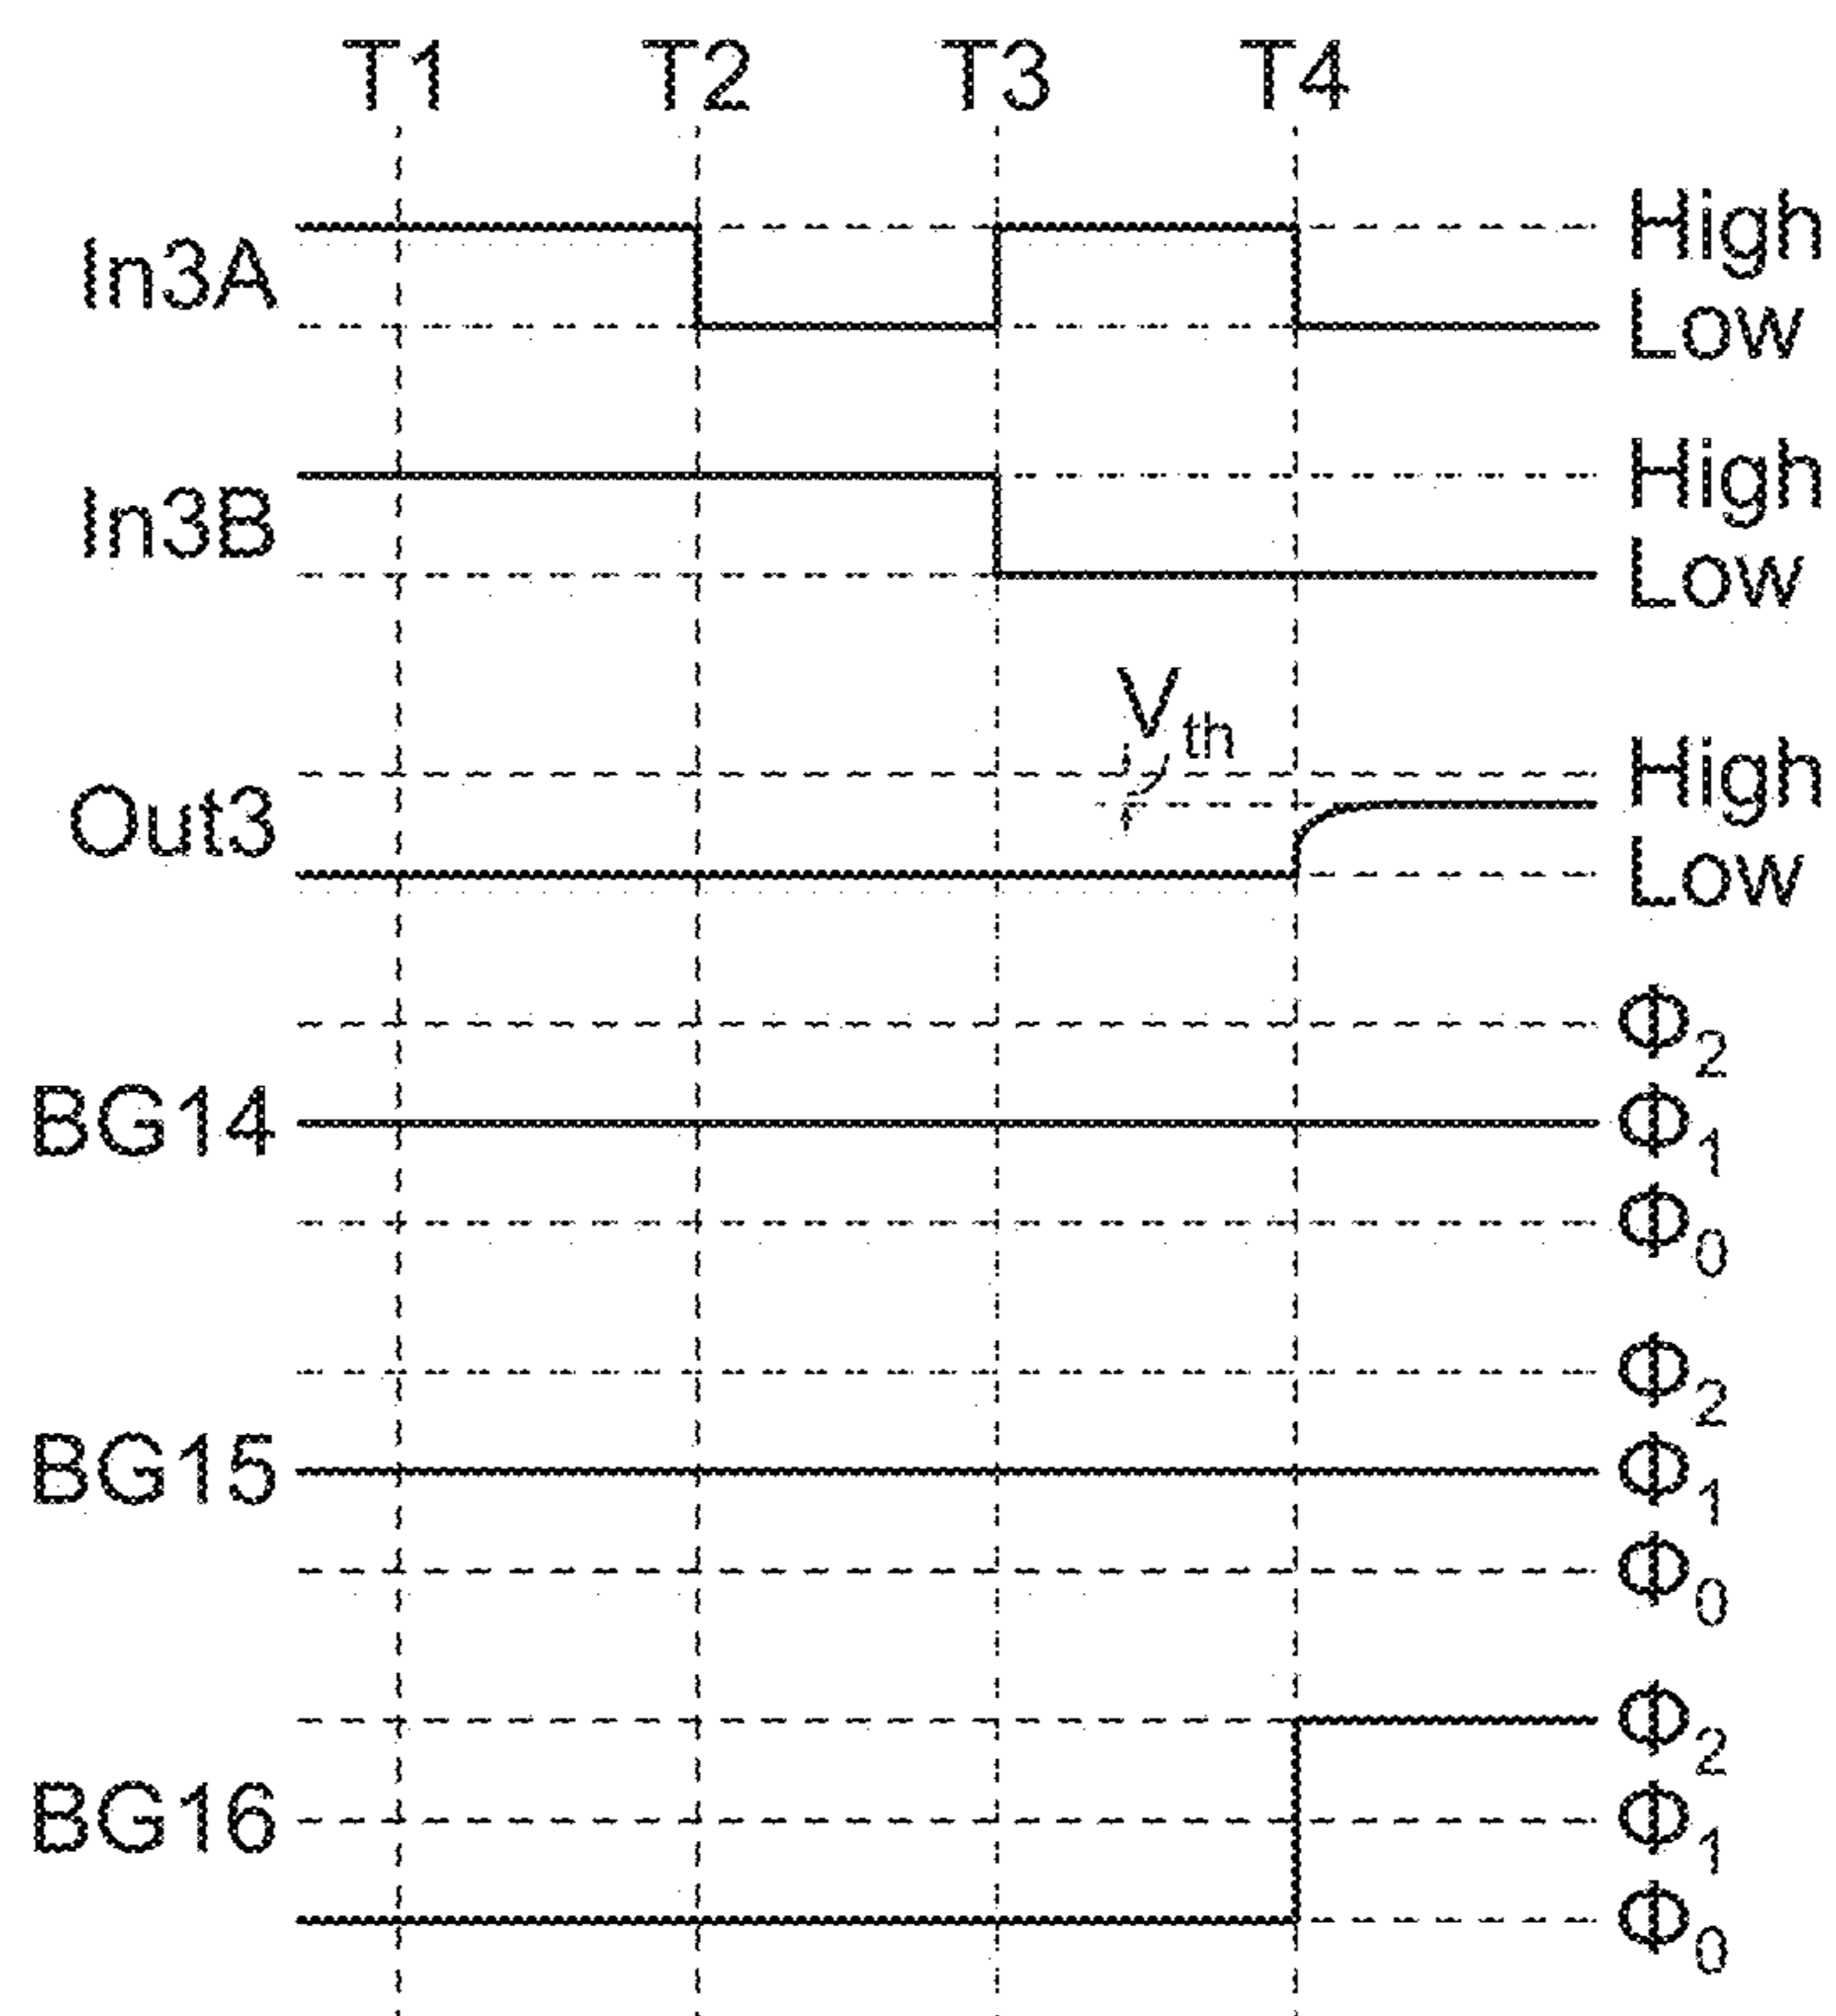 T1 T2 T3 T4
In3A High
Low
In3B High
Low
Vth
Out3 High
Low
Φ2
BG14 Φ1
Φ0
Φ2
BG15 Φ1
Φ0
Φ2
BG16 Φ1
Φ0